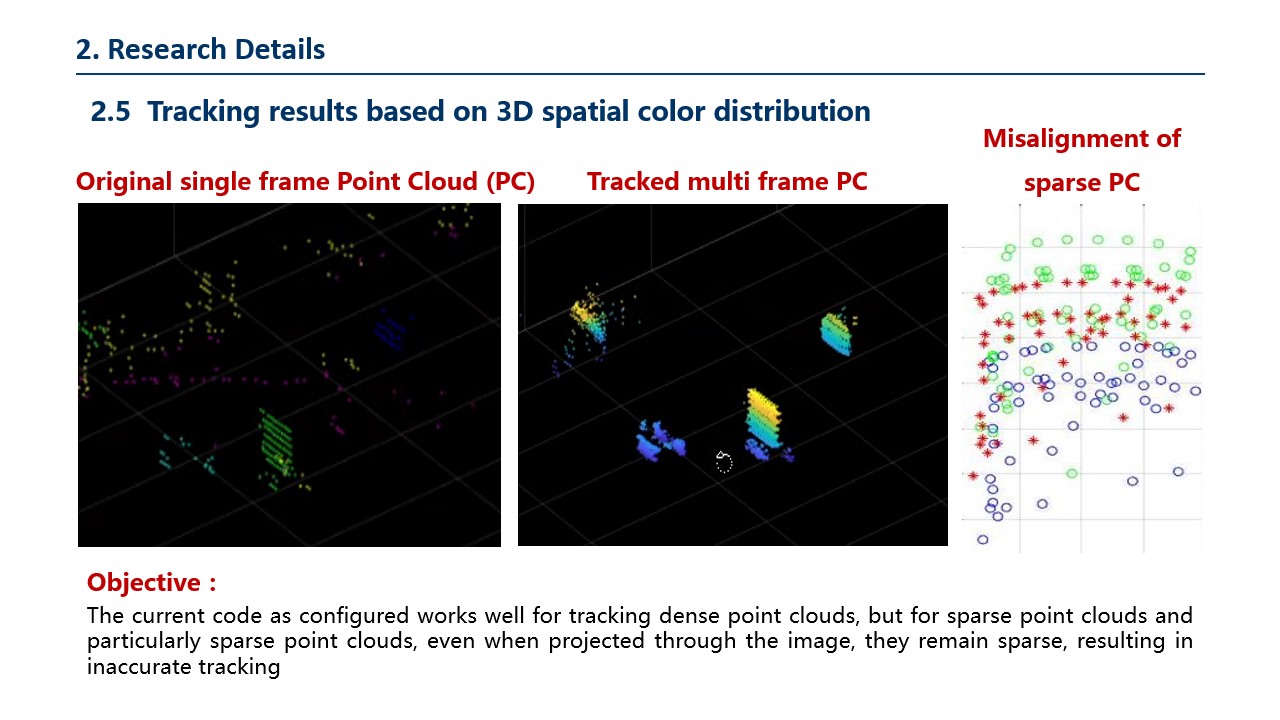 2. Research Details
2.5  Tracking results based on 3D spatial color distribution
Misalignment of
sparse PC
Original single frame Point Cloud (PC)
Tracked multi frame PC
Objective :
The current code as configured works well for tracking dense point clouds, but for sparse point clouds and
particularly sparse point clouds, even when projected through the image, they remain sparse, resulting in
inaccurate tracking